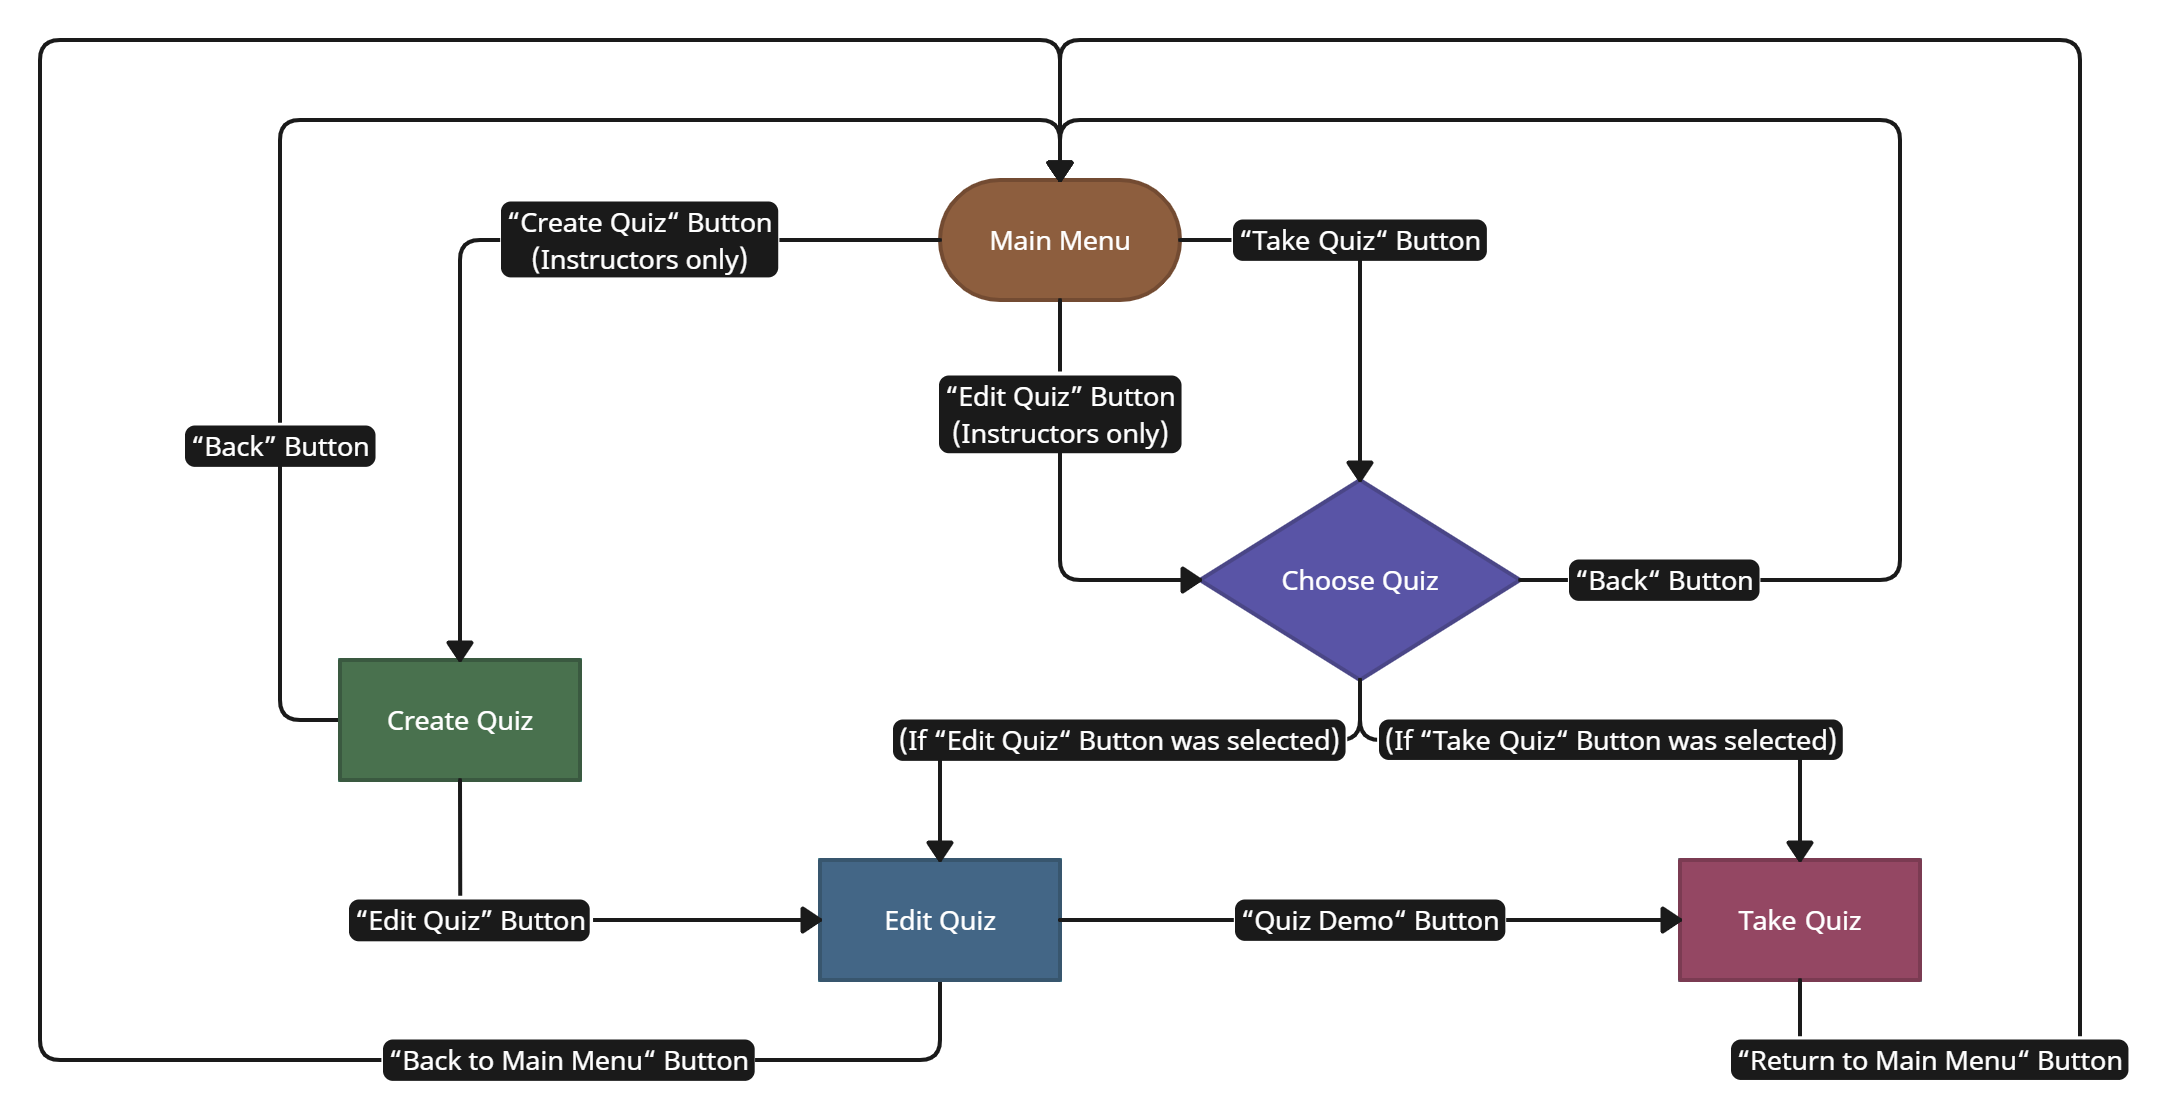 “Create Quiz“ Button
(Instructors only)
Main Menu
“Take Quiz“ Button
“Edit Quiz” Button
(Instructors only)
“Back” Button
Choose Quiz
“Back“ Button
Create Quiz
(If “Edit Quiz“ Button was selected)
(If “Take Quiz“ Button was selected)
“Edit Quiz” Button
Edit Quiz
“Quiz Demo“ Button
Take Quiz
“Back to Main Menu“ Button
“Return to Main Menu“ Button